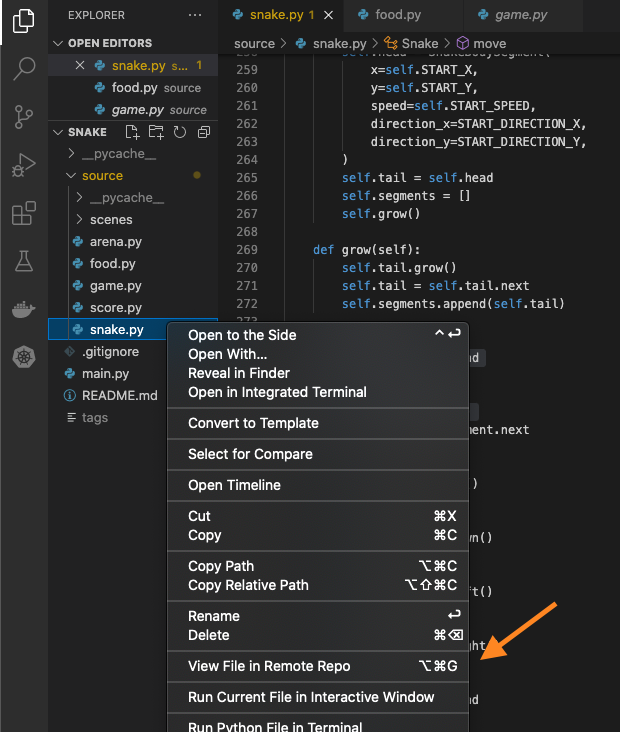 EXPLORER ···
snake.py 1 ×
food.py
game.py
OPEN EDITORS
× snake.py s... 1
food.py source
game.py source
SNAKE
__pycache__
source
__pycache__
scenes
arena.py
food.py
game.py
score.py
snake.py
.gitignore
main.py
README.md
tags
source > snake.py > Snake > move
259 x=self.START_X,
260 y=self.START_Y,
261 speed=self.START_SPEED,
262 direction_x=START_DIRECTION_X,
263 direction_y=START_DIRECTION_Y,
264 )
265 self.tail = self.head
266 self.segments = []
267 self.grow()
268
269 def grow(self):
270 self.tail.grow()
271 self.tail = self.tail.next
272 self.segments.append(self.tail)
Open to the Side ⌃↩
Open With...
Reveal in Finder
Open in Integrated Terminal
Convert to Template
Select for Compare
Open Timeline
Cut ⌘X
Copy ⌘C
Copy Path ⌥⌘C
Copy Relative Path ⌥⇧⌘C
Rename ↩
Delete ⌘⌫
View File in Remote Repo ⌥⌘G
Run Current File in Interactive Window
Run Python File in Terminal